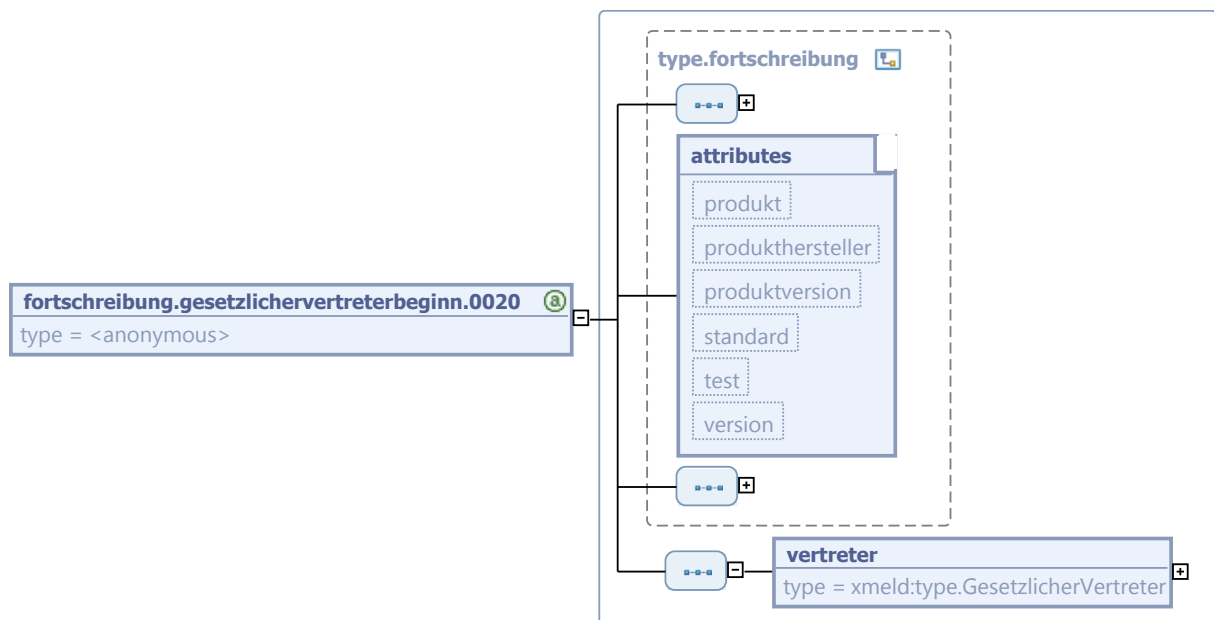 type.fortschreibung
attributes
produkt
produkthersteller
produktversion
standard
test
version
fortschreibung.gesetzlichervertreterbeginn.0020 a
type = <anonymous>
vertreter
type = xmeld:type.GesetzlicherVertreter